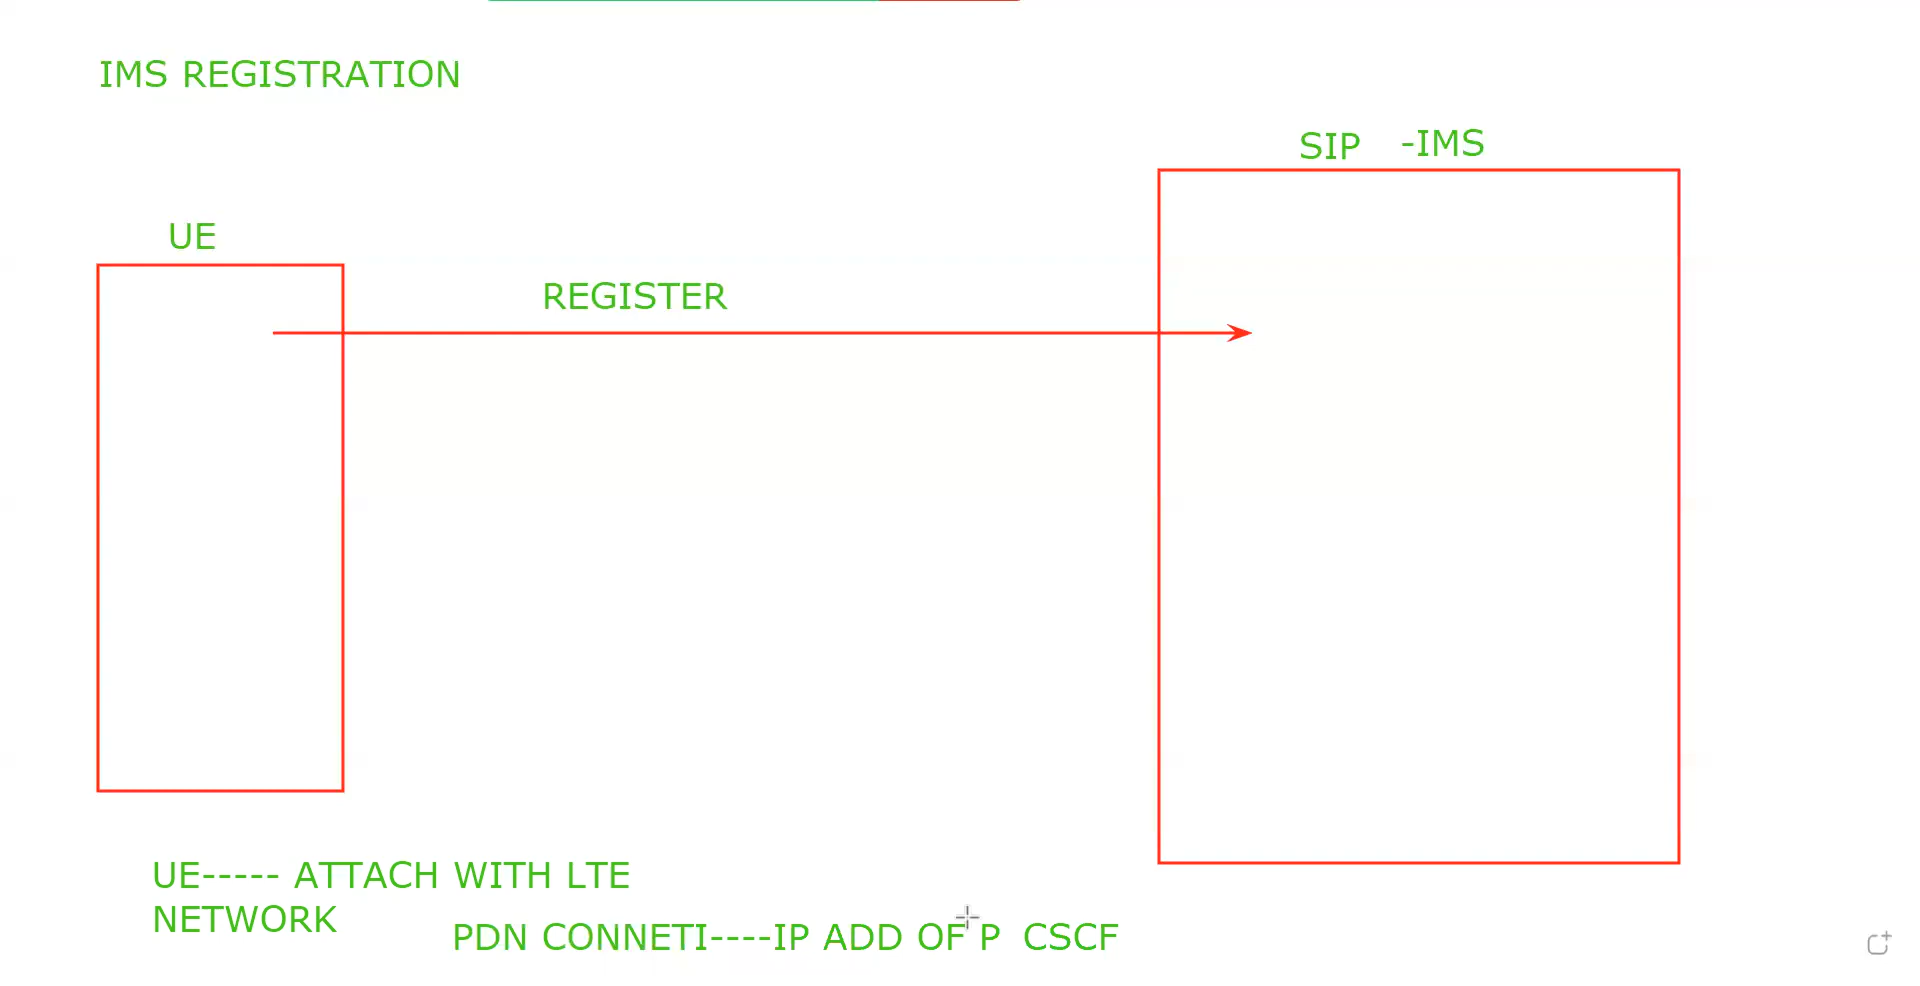 IMS REGISTRATION
SIP -IMS
UE
REGISTER
UE----- ATTACH WITH LTE
NETWORK
PDN CONNETI----IP ADD OF P CSCF